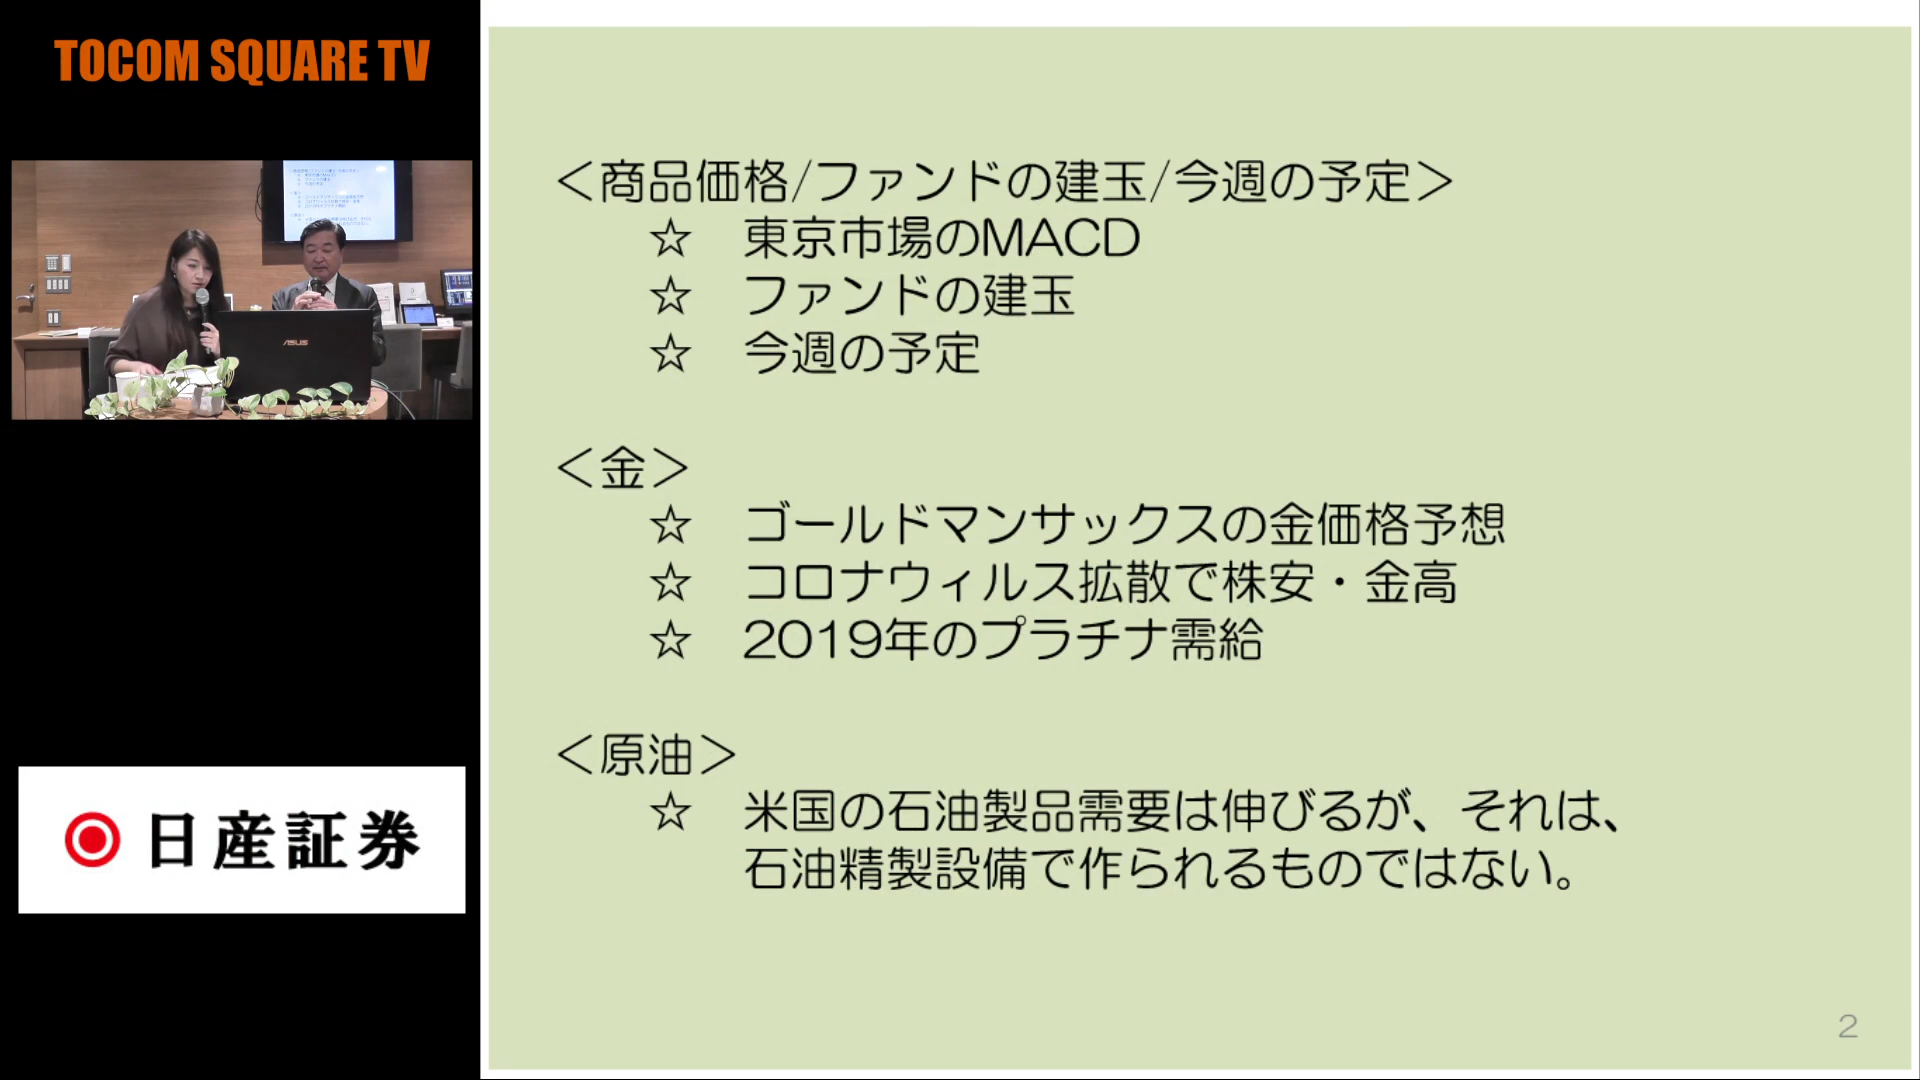 TOCOM SQUARE TV
ASUS
日産証券
＜商品価格/ファンドの建玉/今週の予定＞
☆ 東京市場のMACD
☆ ファンドの建玉
☆ 今週の予定
＜金＞
☆ ゴールドマンサックスの金価格予想
☆ コロナウィルス拡散で株安・金高
☆ 2019年のプラチナ需給
＜原油＞
☆ 米国の石油製品需要は伸びるが、それは、
石油精製設備で作られるものではない。
2